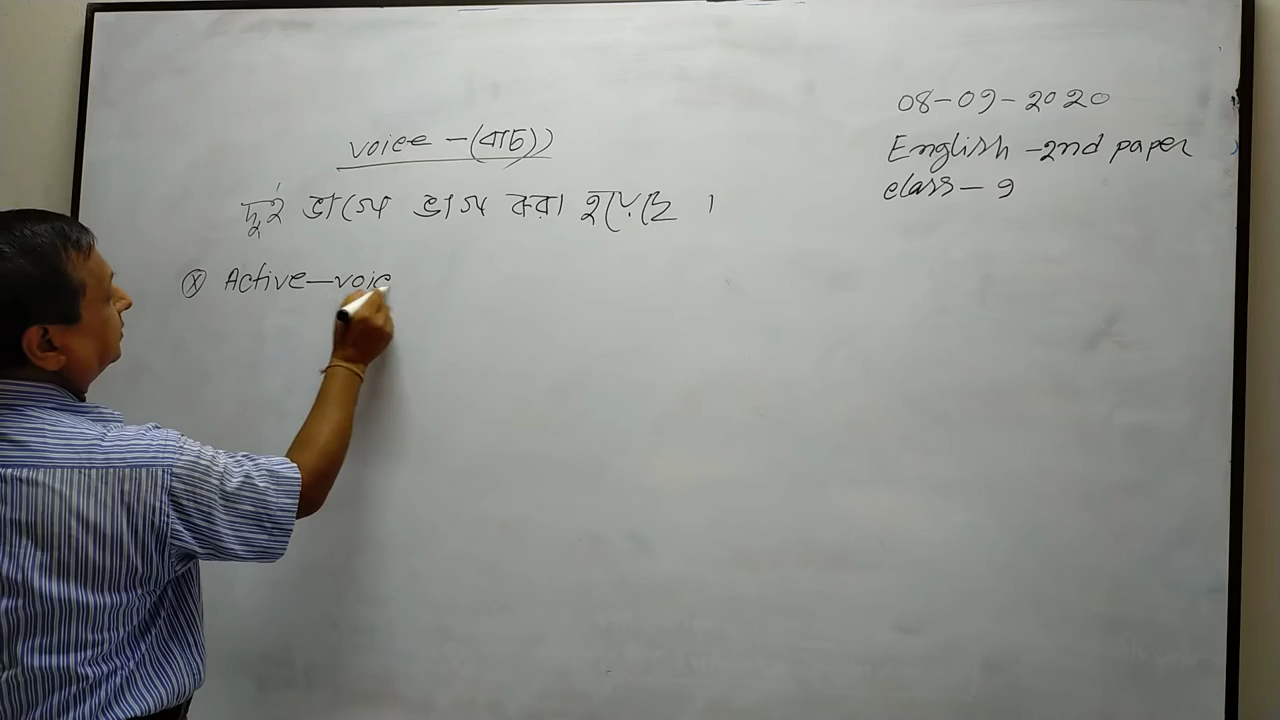 08-09-2020
English -2nd paper
class - 9
voice - (বাচ্য)
দুই ভাগে ভাগ করা হয়েছে ।
Active-voic